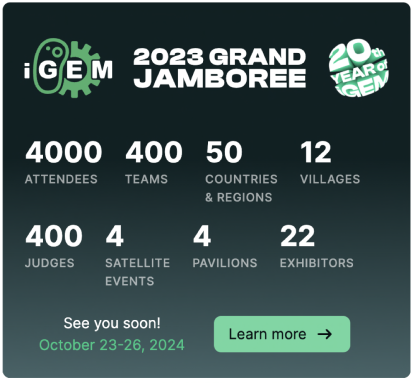 iGEM
2023 GRAND
JAMBOREE
20th
YEAR of
iGEM
4000
ATTENDEES
400
TEAMS
50
COUNTRIES
& REGIONS
12
VILLAGES
400
JUDGES
4
SATELLITE
EVENTS
4
PAVILIONS
22
EXHIBITORS
See you soon!
October 23-26, 2024
Learn more →